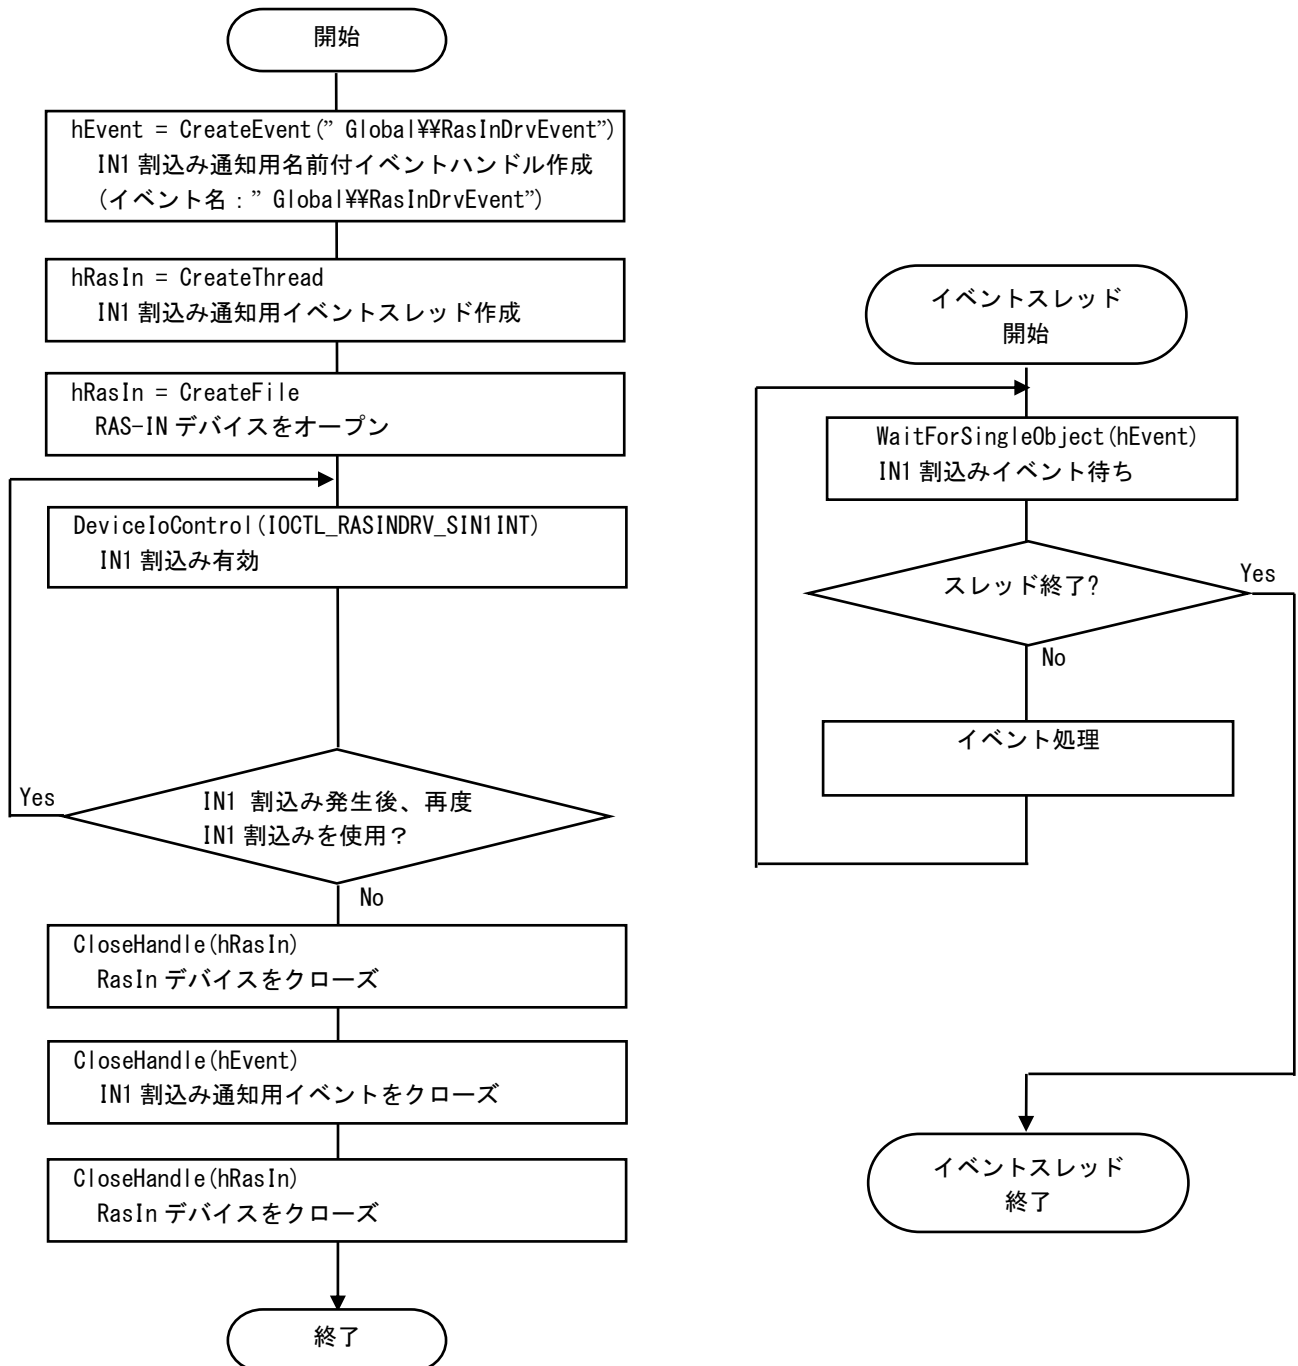 開始
hEvent = CreateEvent(” Global¥¥RasInDrvEvent”)
IN1 割込み通知用名前付イベントハンドル作成
(イベント名：” Global¥¥RasInDrvEvent”)
hRasIn = CreateThread
IN1 割込み通知用イベントスレッド作成
hRasIn = CreateFile
RAS-IN デバイスをオープン
DeviceIoControl(IOCTL_RASINDRV_SIN1INT)
IN1 割込み有効
Yes
IN1 割込み発生後、再度
IN1 割込みを使用？
No
CloseHandle(hRasIn)
RasIn デバイスをクローズ
CloseHandle(hEvent)
IN1 割込み通知用イベントをクローズ
CloseHandle(hRasIn)
RasIn デバイスをクローズ
終了
イベントスレッド
開始
WaitForSingleObject(hEvent)
IN1 割込みイベント待ち
スレッド終了?
Yes
No
イベント処理
イベントスレッド
終了